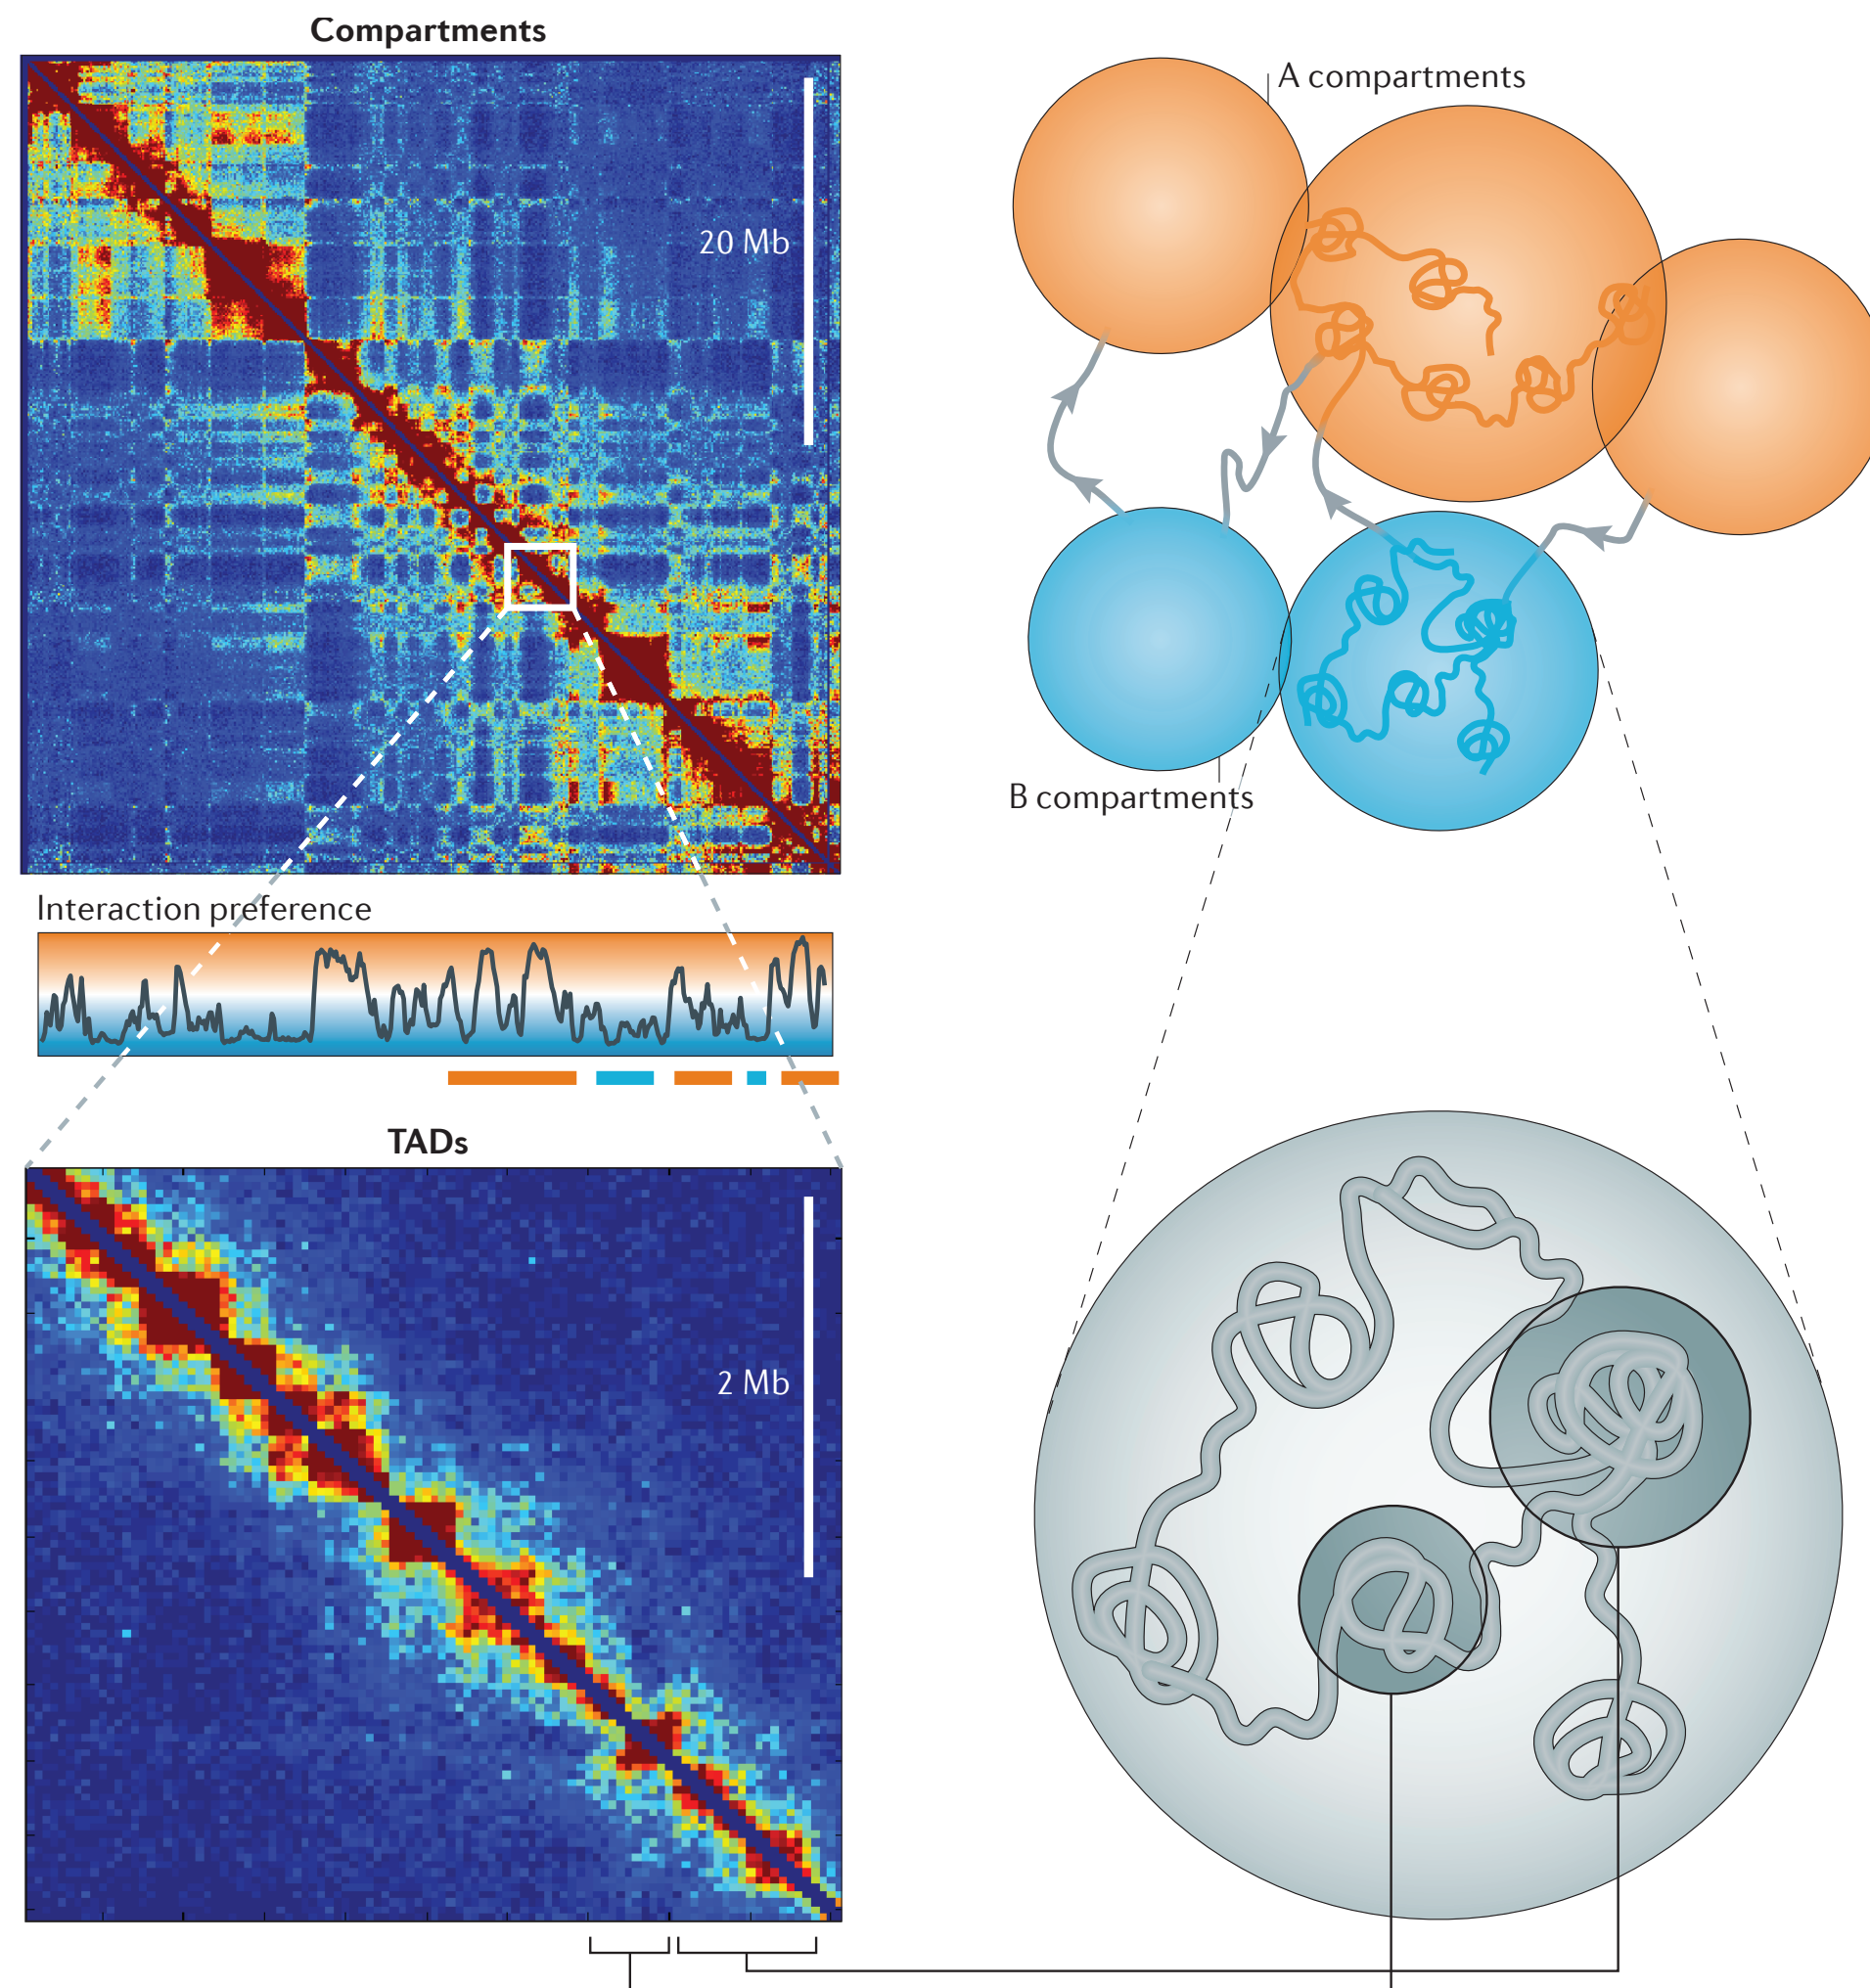 Compartments
A compartments
20 Mb
B compartments
Interaction preference
TADs
2 Mb